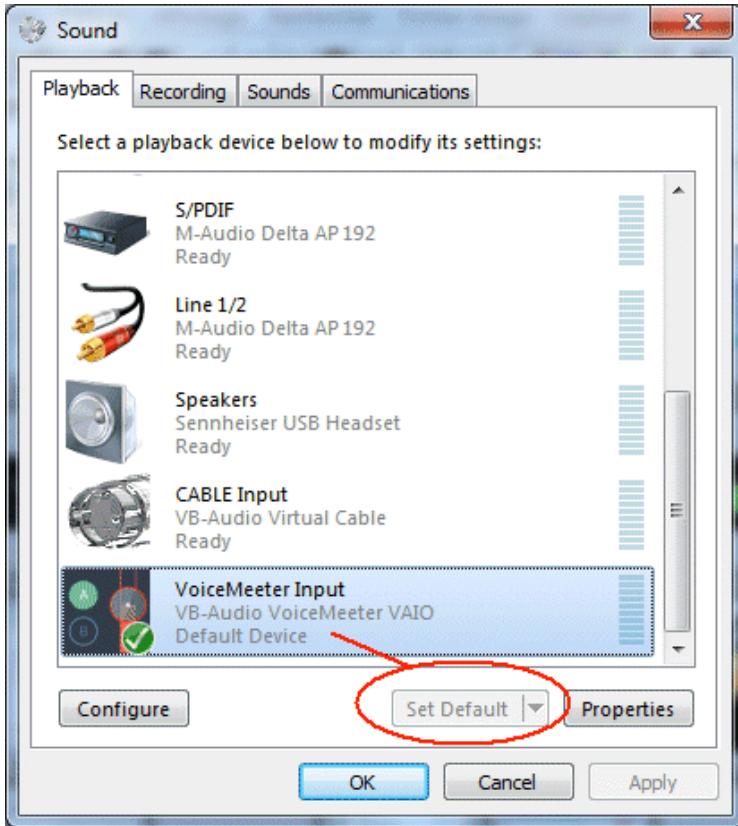 Sound
Playback Recording Sounds Communications
Select a playback device below to modify its settings:
S/PDIF
M-Audio Delta AP 192
Ready
Line 1/2
M-Audio Delta AP 192
Ready
Speakers
Sennheiser USB Headset
Ready
CABLE Input
VB-Audio Virtual Cable
Ready
A
B
VoiceMeeter Input
VB-Audio VoiceMeeter VAIO
Default Device
Configure Set Default Properties
OK Cancel Apply